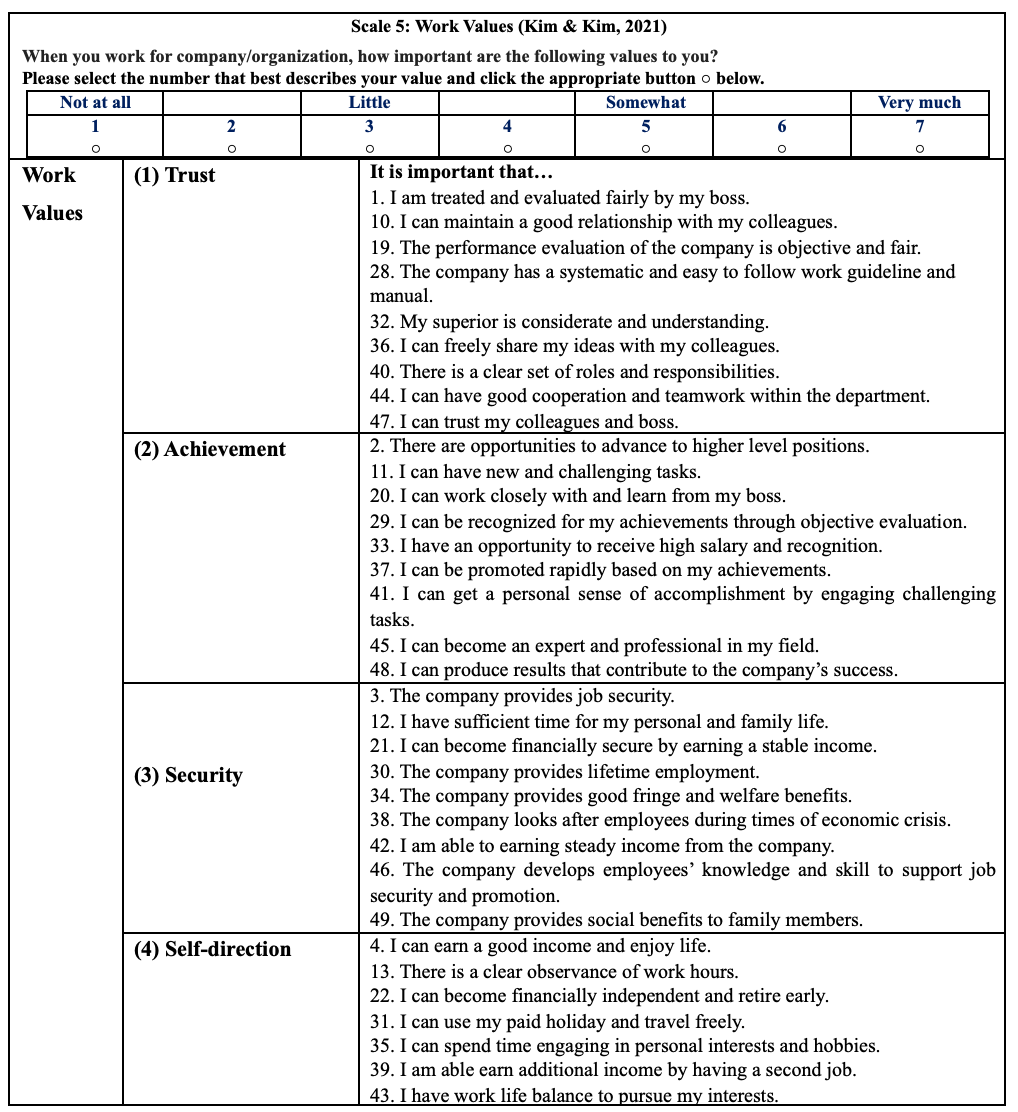 Scale 5: Work Values (Kim & Kim, 2021)
When you work for company/organization, how important are the following values to you?
Please select the number that best describes your value and click the appropriate button ○ below.
Not at all Little Somewhat Very much
1 2 3 4 5 6 7
○ ○ ○ ○ ○ ○ ○
Work
Values
(1) Trust
It is important that…
1. I am treated and evaluated fairly by my boss.
10. I can maintain a good relationship with my colleagues.
19. The performance evaluation of the company is objective and fair.
28. The company has a systematic and easy to follow work guideline and
manual.
32. My superior is considerate and understanding.
36. I can freely share my ideas with my colleagues.
40. There is a clear set of roles and responsibilities.
44. I can have good cooperation and teamwork within the department.
47. I can trust my colleagues and boss.
(2) Achievement
2. There are opportunities to advance to higher level positions.
11. I can have new and challenging tasks.
20. I can work closely with and learn from my boss.
29. I can be recognized for my achievements through objective evaluation.
33. I have an opportunity to receive high salary and recognition.
37. I can be promoted rapidly based on my achievements.
41. I can get a personal sense of accomplishment by engaging challenging
tasks.
45. I can become an expert and professional in my field.
48. I can produce results that contribute to the company’s success.
(3) Security
3. The company provides job security.
12. I have sufficient time for my personal and family life.
21. I can become financially secure by earning a stable income.
30. The company provides lifetime employment.
34. The company provides good fringe and welfare benefits.
38. The company looks after employees during times of economic crisis.
42. I am able to earning steady income from the company.
46. The company develops employees’ knowledge and skill to support job
security and promotion.
49. The company provides social benefits to family members.
(4) Self-direction
4. I can earn a good income and enjoy life.
13. There is a clear observance of work hours.
22. I can become financially independent and retire early.
31. I can use my paid holiday and travel freely.
35. I can spend time engaging in personal interests and hobbies.
39. I am able earn additional income by having a second job.
43. I have work life balance to pursue my interests.